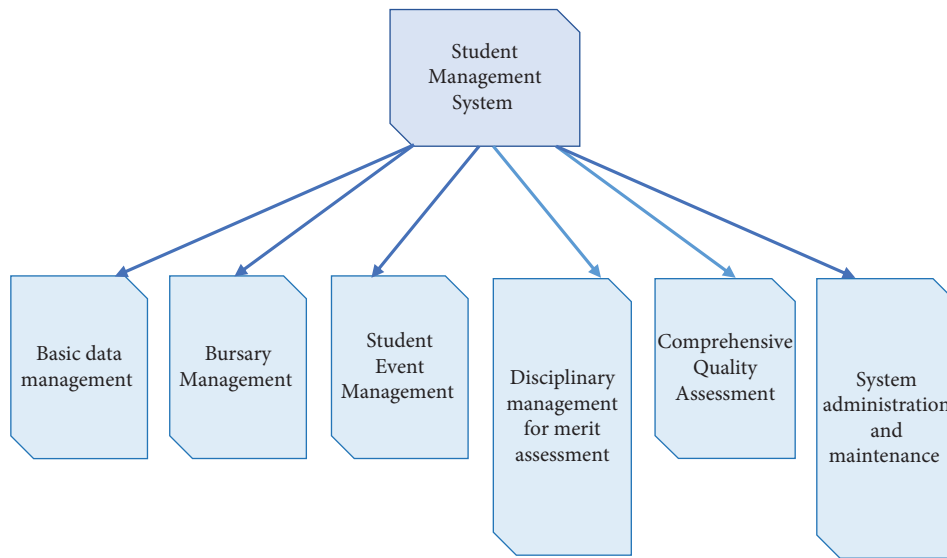 Student
Management
System
Basic data
management
Bursary
Management
Student
Event
Management
Disciplinary
management
for merit
assessment
Comprehensive
Quality
Assessment
System
administration
and
maintenance